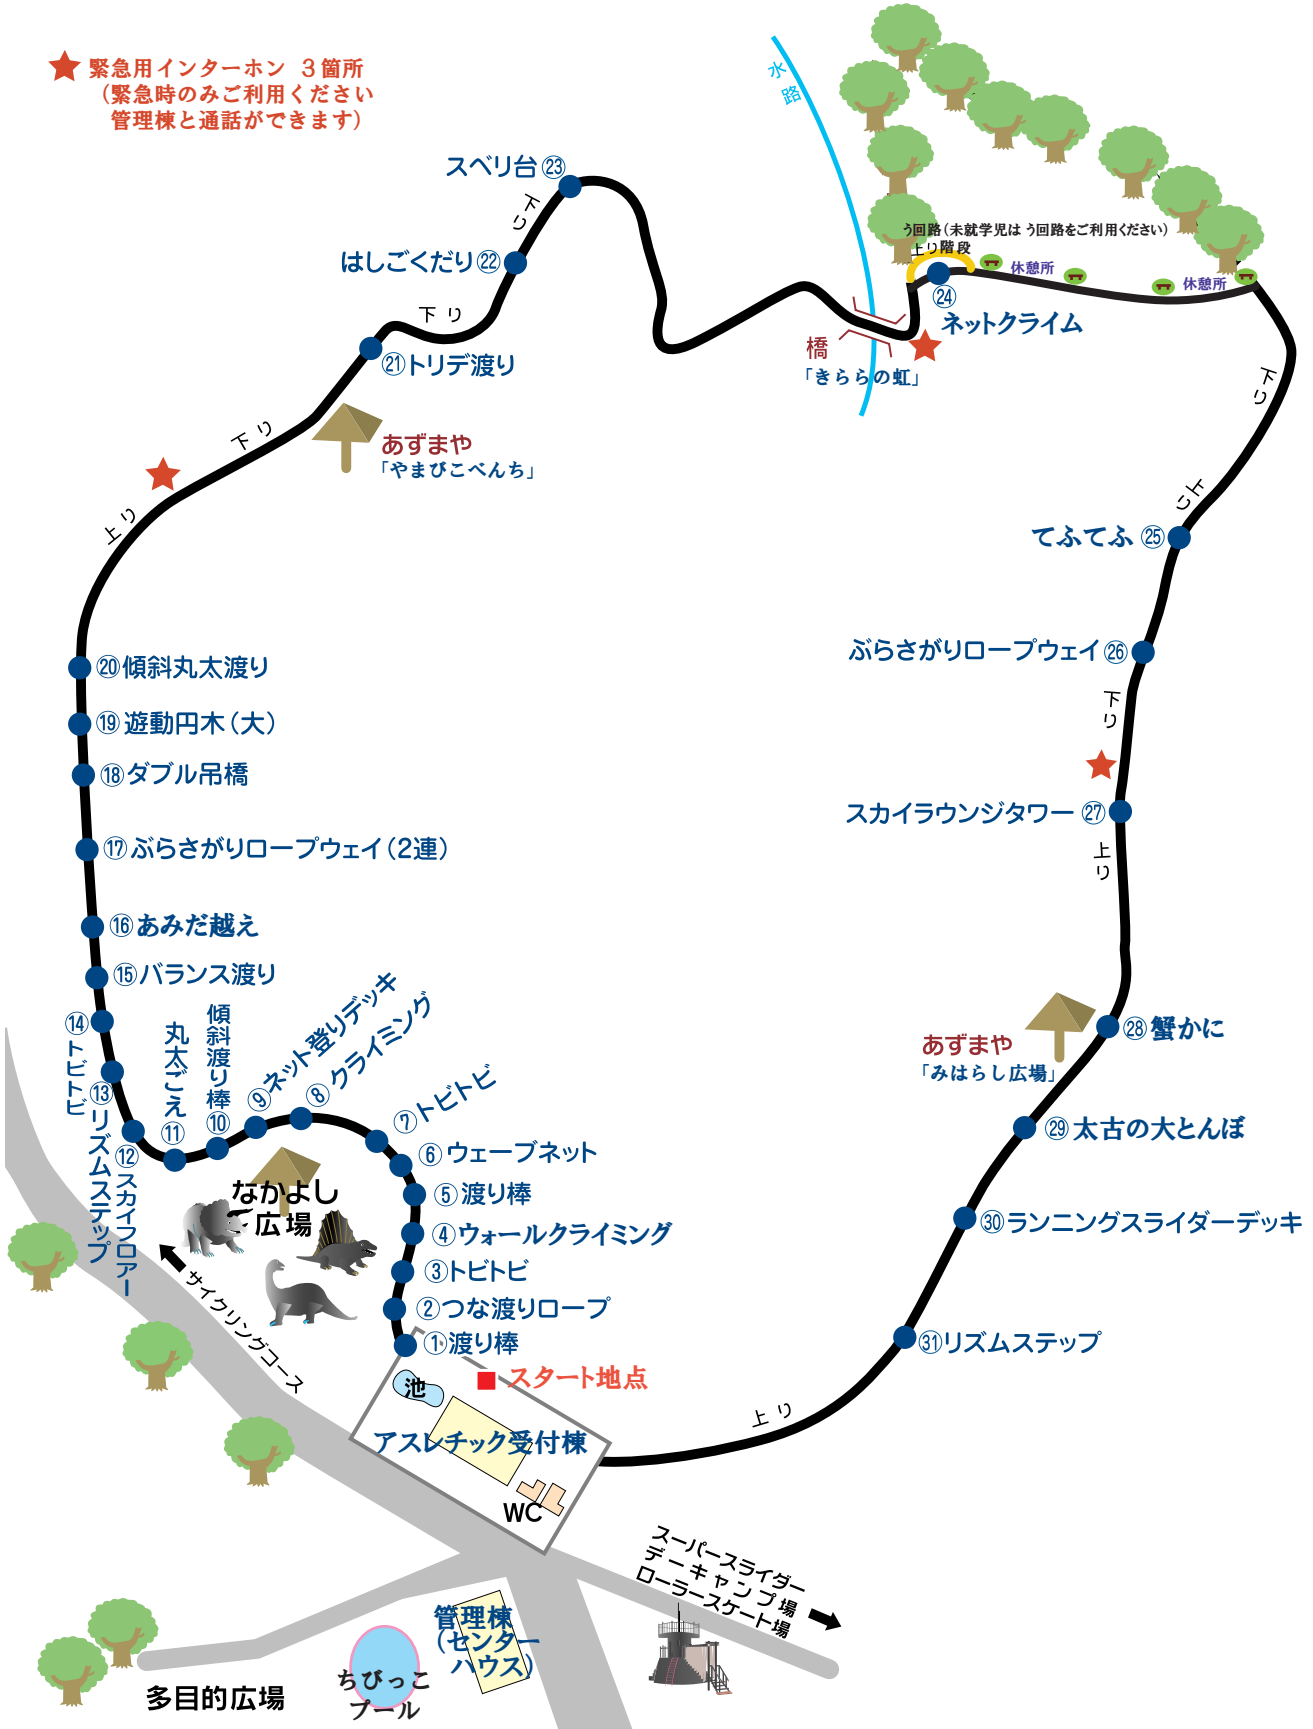 緊急用インターホン ３箇所
（緊急時のみご利用ください
管理棟と通話ができます）
水路
スベリ台㉓
下り
はしごくだり㉒
下り
㉑トリデ渡り
下り
あずまや
「やまびこべんち」
上り
う回路（未就学児は う回路をご利用ください）
上り階段
休憩所
休憩所
㉔
ネットクライム
橋
「きららの虹」
下り
上り
てふてふ㉕
ぶらさがりロープウェイ㉖
下り
スカイラウンジタワー㉗
上り
あずまや
「みはらし広場」
㉘蟹かに
㉙太古の大とんぼ
㉚ランニングスライダーデッキ
㉛リズムステップ
上り
⑳傾斜丸太渡り
⑲遊動円木（大）
⑱ダブル吊橋
⑰ぶらさがりロープウェイ（2連）
⑯あみだ越え
⑮バランス渡り
⑭トビトビ
⑬リズムステップ
⑫スカイフロアー
丸太ごえ⑪
傾斜渡り棒⑩
⑨ネット登りデッキ
⑧クライミング
⑦トビトビ
⑥ウェーブネット
⑤渡り棒
④ウォールクライミング
③トビトビ
②つな渡りロープ
①渡り棒
なかよし
広場
サイクリングコース
スタート地点
池
アスレチック受付棟
WC
スーパースライダー
デーキャンプ場
ローラースケート場
管理棟
（センター
ハウス）
ちびっこ
プール
多目的広場